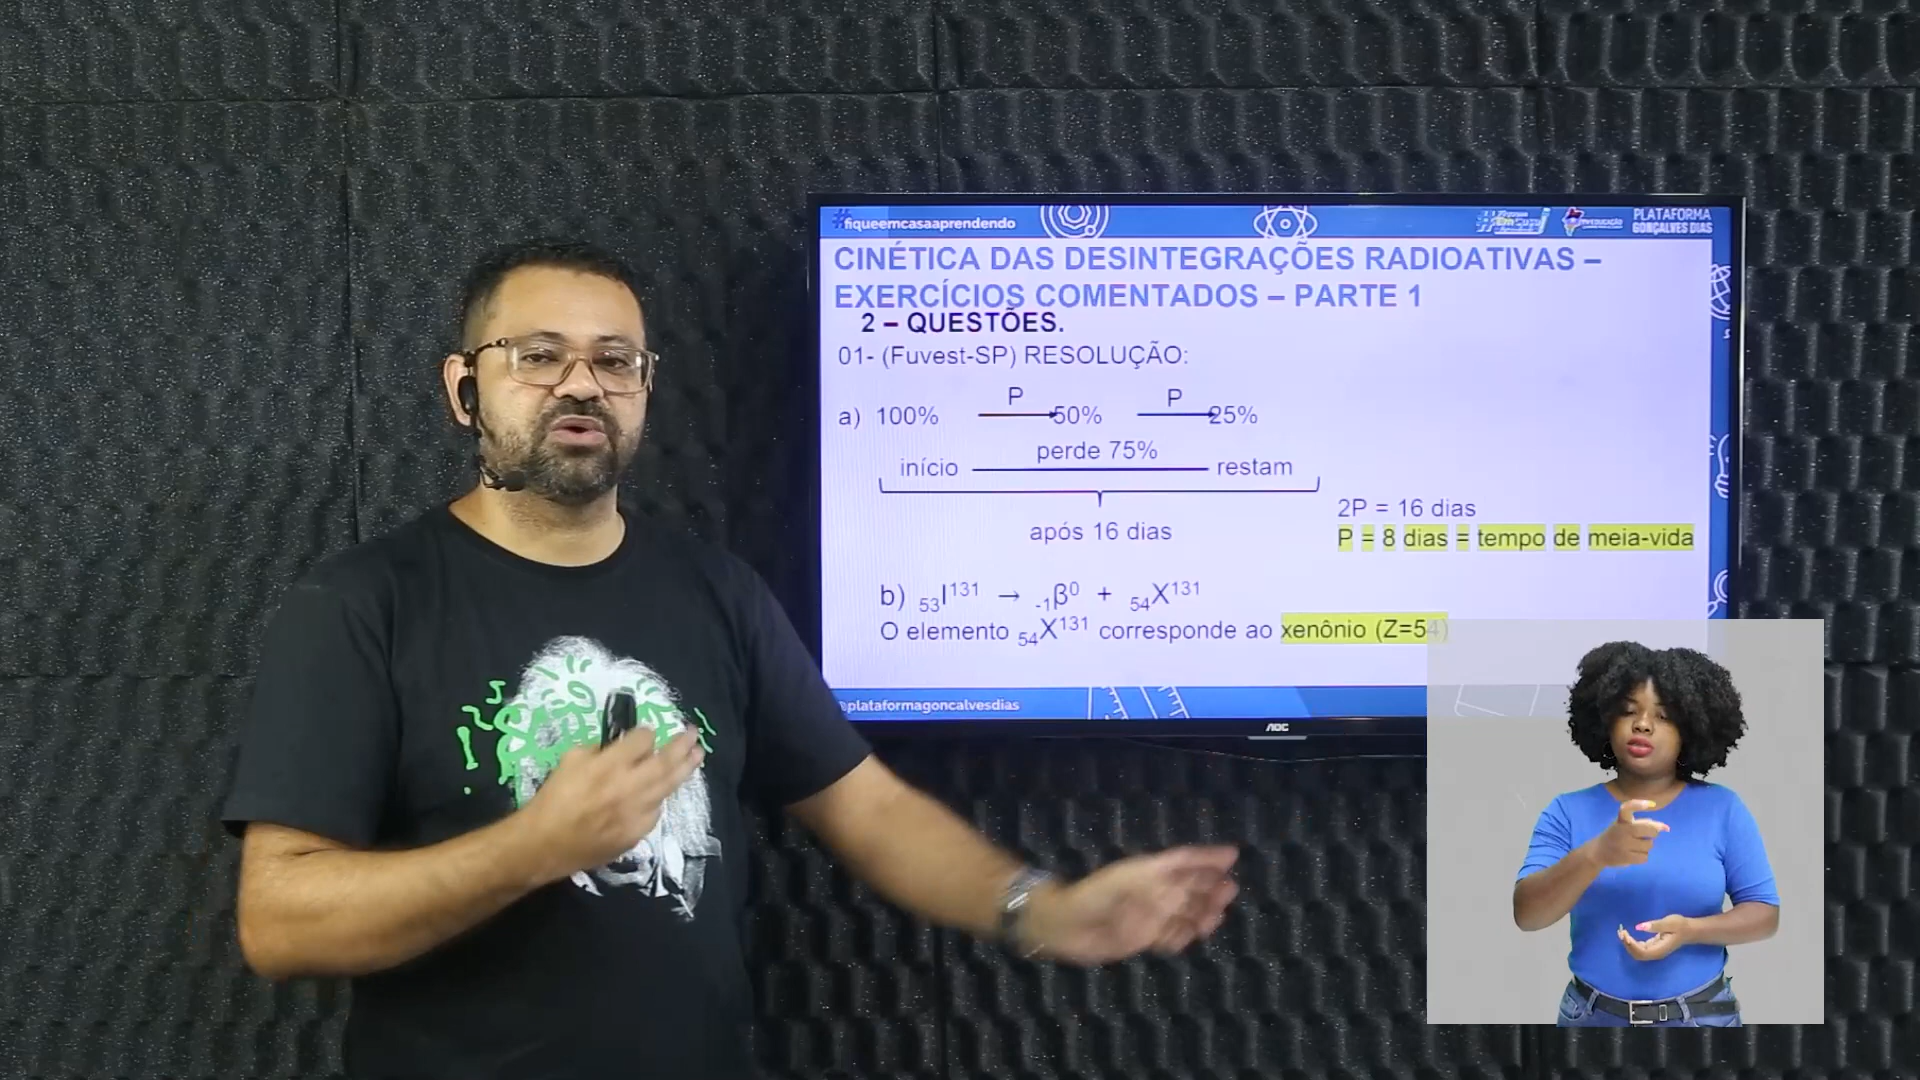 #fiqueemcasaaprendendo
PLATAFORMA
GONÇALVES DIAS
CINÉTICA DAS DESINTEGRAÇÕES RADIOATIVAS –
EXERCÍCIOS COMENTADOS – PARTE 1
2 – QUESTÕES.
01- (Fuvest-SP) RESOLUÇÃO:
P P
a) 100% 50% 25%
perde 75%
início restam
após 16 dias
2P = 16 dias
P = 8 dias = tempo de meia-vida
b) ₅₃I¹³¹ → ₋₁β⁰ + ₅₄X¹³¹
O elemento ₅₄X¹³¹ corresponde ao xenônio (Z=54)
@plataformagoncalvesdias
AOC